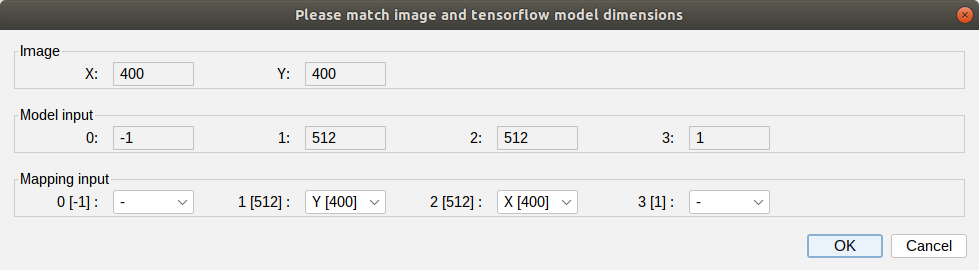 Please match image and tensorflow model dimensions
Image
X: 400 Y: 400
Model input
0: -1 1: 512 2: 512 3: 1
Mapping input
0 [-1] : - 1 [512] : Y [400] 2 [512] : X [400] 3 [1] : -
OK Cancel